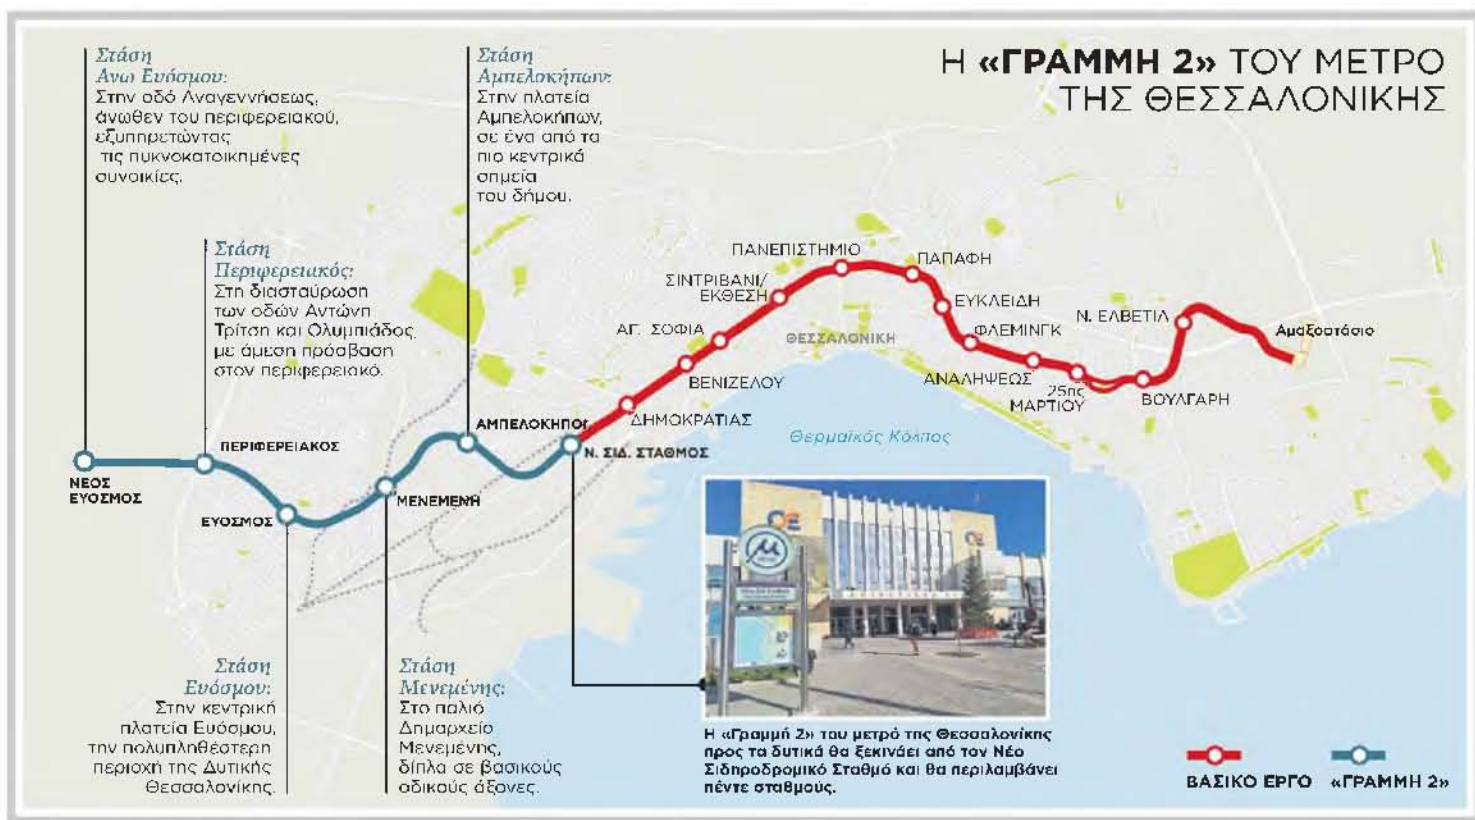 Η «ΓΡΑΜΜΗ 2» ΤΟΥ ΜΕΤΡΟ
ΤΗΣ ΘΕΣΣΑΛΟΝΙΚΗΣ
Στάση
Ανω Ευόσμου:
Στην οδό Αναγεννήσεως,
άνωθεν του περιφερειακού,
εξυπηρετώντας
τις πυκνοκατοικημένες
συνοικίες.
Στάση
Αμπελοκήπων:
Στην πλατεία
Αμπελοκήπων,
σε ένα από τα
πιο κεντρικά
σημεία
του δήμου.
Στάση
Περιφερειακός:
Στη διασταύρωση
των οδών Αντώνη
Τρίτση και Ολυμπιάδος,
με άμεση πρόσβαση
στον περιφερειακό.
ΠΑΝΕΠΙΣΤΗΜΙΟ
ΠΑΠΑΦΗ
ΣΙΝΤΡΙΒΑΝΙ/
ΕΚΘΕΣΗ
ΕΥΚΛΕΙΔΗ
ΑΓ. ΣΟΦΙΑ
ΘΕΣΣΑΛΟΝΙΚΗ
ΦΛΕΜΙΝΓΚ
Ν. ΕΛΒΕΤΙΑ
Αμαξοστάσιο
ΒΕΝΙΖΕΛΟΥ
ΑΝΑΛΗΨΕΩΣ
25ης
ΜΑΡΤΙΟΥ
ΒΟΥΛΓΑΡΗ
ΔΗΜΟΚΡΑΤΙΑΣ
Θερμαϊκός Κόλπος
ΑΜΠΕΛΟΚΗΠΟΙ
Ν. ΣΙΔ. ΣΤΑΘΜΟΣ
ΠΕΡΙΦΕΡΕΙΑΚΟΣ
ΝΕΟΣ
ΕΥΟΣΜΟΣ
ΜΕΝΕΜΕΝΗ
ΕΥΟΣΜΟΣ
ΟΣΕ
Στάση
Ευόσμου:
Στην κεντρική
πλατεία Ευόσμου,
την πολυπληθέστερη
περιοχή της Δυτικής
Θεσσαλονίκης.
Στάση
Μενεμένης:
Στο παλιό
Δημαρχείο
Μενεμένης,
δίπλα σε βασικούς
οδικούς άξονες.
Η «Γραμμή 2» του μετρό της Θεσσαλονίκης
προς τα δυτικά θα ξεκινάει από τον Νέο
Σιδηροδρομικό Σταθμό και θα περιλαμβάνει
πέντε σταθμούς.
ΒΑΣΙΚΟ ΕΡΓΟ
«ΓΡΑΜΜΗ 2»